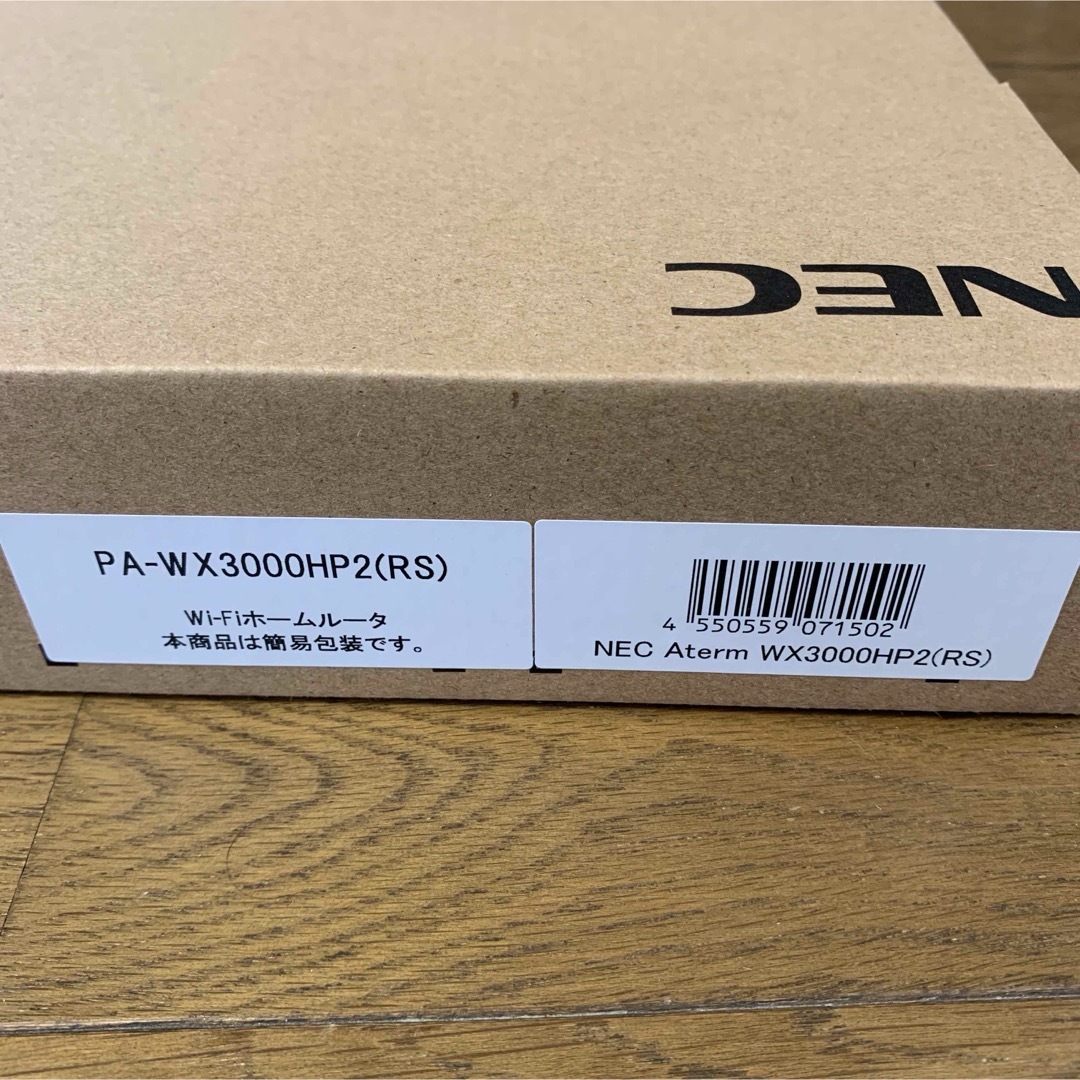 NEC
PA-WX3000HP2(RS)
Wi-Fiホームルータ
本商品は簡易包装です。
4 550559 071502
NEC Aterm WX3000HP2(RS)